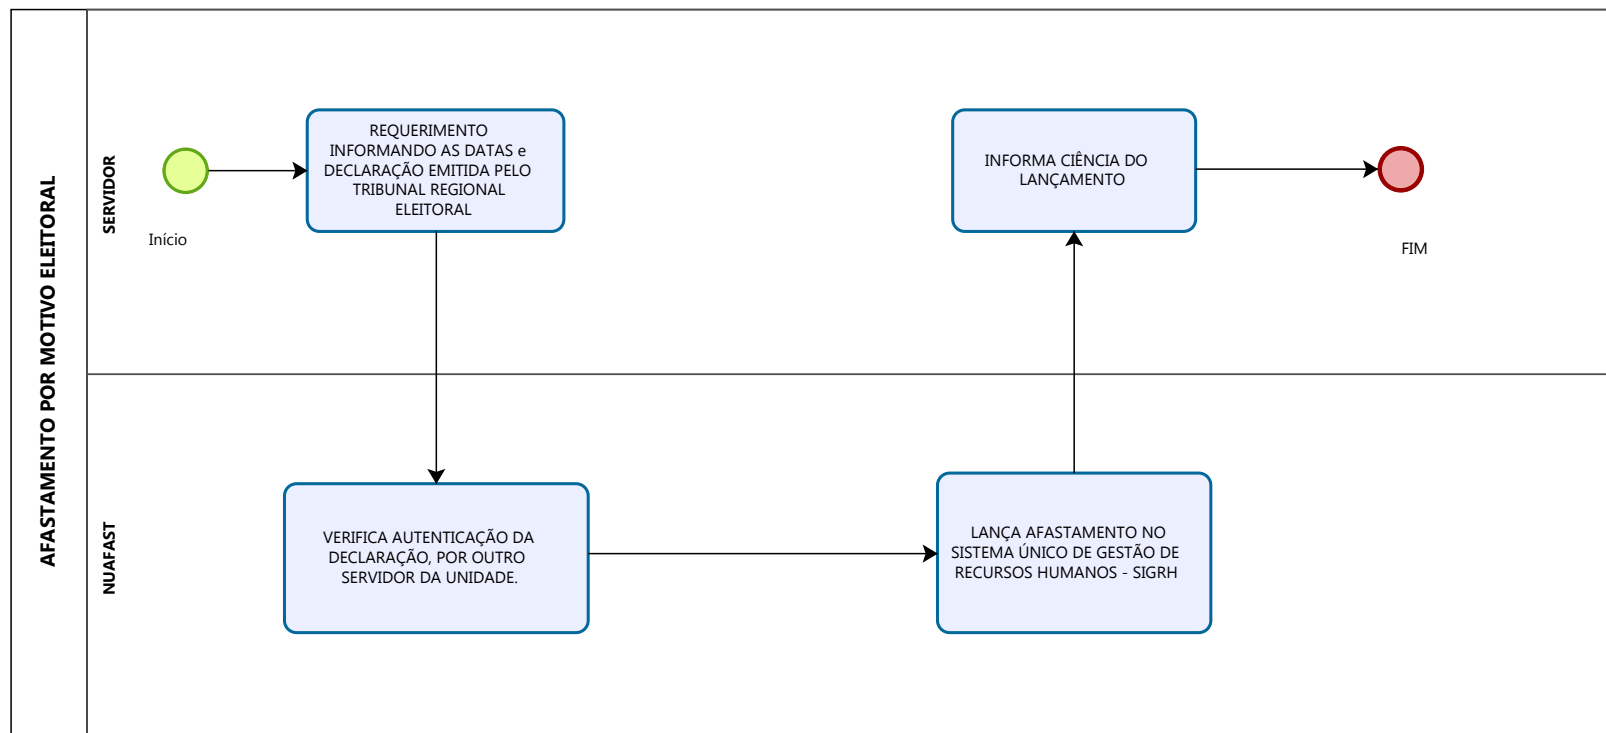 AFASTAMENTO POR MOTIVO ELEITORAL
SERVIDOR
Início
REQUERIMENTO
INFORMANDO AS DATAS e
DECLARAÇÃO EMITIDA PELO
TRIBUNAL REGIONAL
ELEITORAL
INFORMA CIÊNCIA DO
LANÇAMENTO
FIM
NUAFAST
VERIFICA AUTENTICAÇÃO DA
DECLARAÇÃO, POR OUTRO
SERVIDOR DA UNIDADE.
LANÇA AFASTAMENTO NO
SISTEMA ÚNICO DE GESTÃO DE
RECURSOS HUMANOS - SIGRH